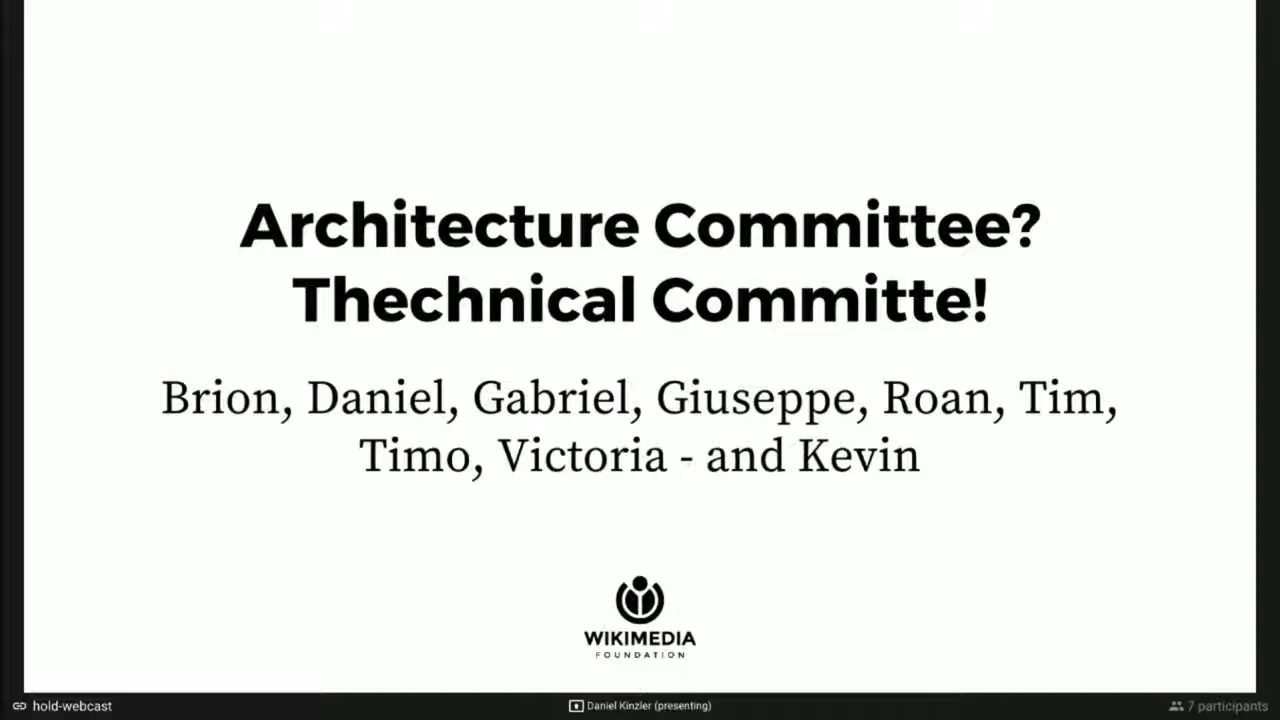 Architecture Committee?
Thechnical Committe!
Brion, Daniel, Gabriel, Giuseppe, Roan, Tim,
Timo, Victoria - and Kevin
WIKIMEDIA
FOUNDATION
hold-webcast
Daniel Kinzler (presenting)
7 participants